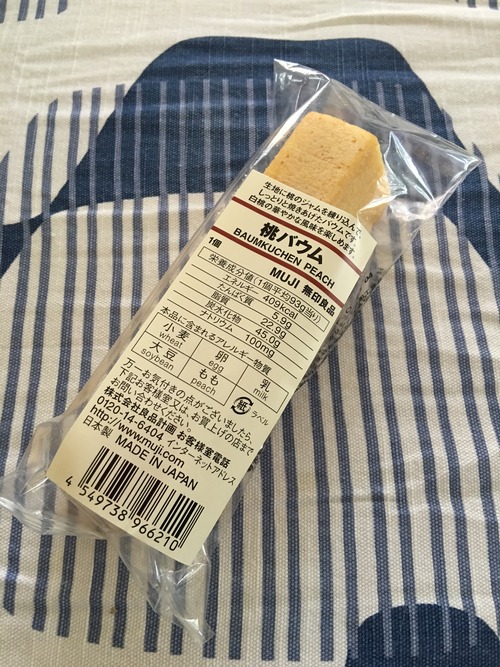 生地に桃のジャムを練り込んで、
しっとりと焼きあげたバウムです。
白桃の華やかな風味を楽しめます。
桃バウム
BAUMKUCHEN PEACH
1個 MUJI 無印良品
栄養成分値(1個平均93g当り)
エネルギー 409kcal
たんぱく質 5.9g
脂質 22.9g
炭水化物 45.0g
ナトリウム 100mg
本品に含まれるアレルギー物質
小麦 卵 乳
wheat egg milk
大豆 もも
soybean peach
紙 ラベル
万一お気付きの点がございましたら、
下記お客様室又は、お買上げの店まで
お問い合わせください。
株式会社良品計画 お客様室電話
0120-14-6404 インターネットアドレス
http://www.muji.com
日本製 MADE IN JAPAN
4 549738 966210